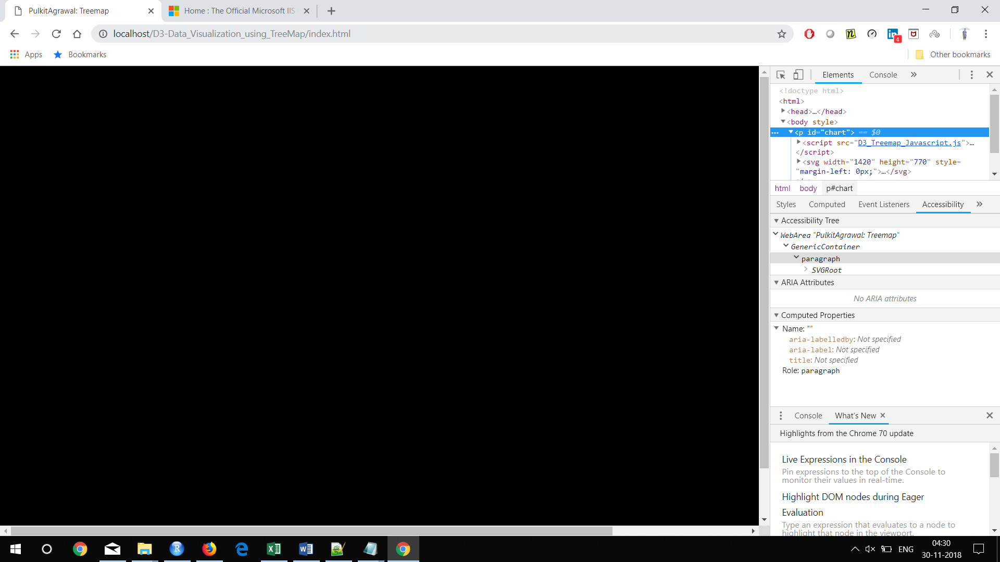 PulkitAgrawal: Treemap
Home : The Official Microsoft IIS
localhost/D3-Data_Visualization_using_TreeMap/index.html
4
Apps
Bookmarks
Other bookmarks
Elements Console »
<!doctype html>
<html>
<head>…</head>
<body style>
<p id="chart"> == $0
<script src="D3_Treemap_Javascript.js">…
</script>
<svg width="1420" height="770" style=
"margin-left: 0px;">…</svg>
html body p#chart
Styles Computed Event Listeners Accessibility »
Accessibility Tree
WebArea "PulkitAgrawal: Treemap"
GenericContainer
paragraph
SVGRoot
ARIA Attributes
No ARIA attributes
Computed Properties
Name: ""
aria-labelledby: Not specified
aria-label: Not specified
title: Not specified
Role: paragraph
Console What's New
Highlights from the Chrome 70 update
Live Expressions in the Console
Pin expressions to the top of the Console to
monitor their values in real-time.
Highlight DOM nodes during Eager
Evaluation
Type an expression that evaluates to a node to
highlight that node in the viewport.
ENG
04:30
30-11-2018